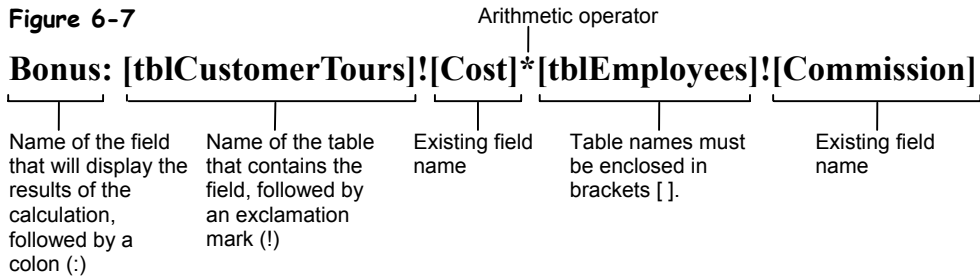 Figure 6-7
Arithmetic operator
Bonus: [tblCustomerTours]![Cost]*[tblEmployees]![Commission]
Name of the field
that will display the
results of the
calculation,
followed by a
colon (:)
Name of the table
that contains the
field, followed by
an exclamation
mark (!)
Existing field
name
Table names must
be enclosed in
brackets [ ].
Existing field
name